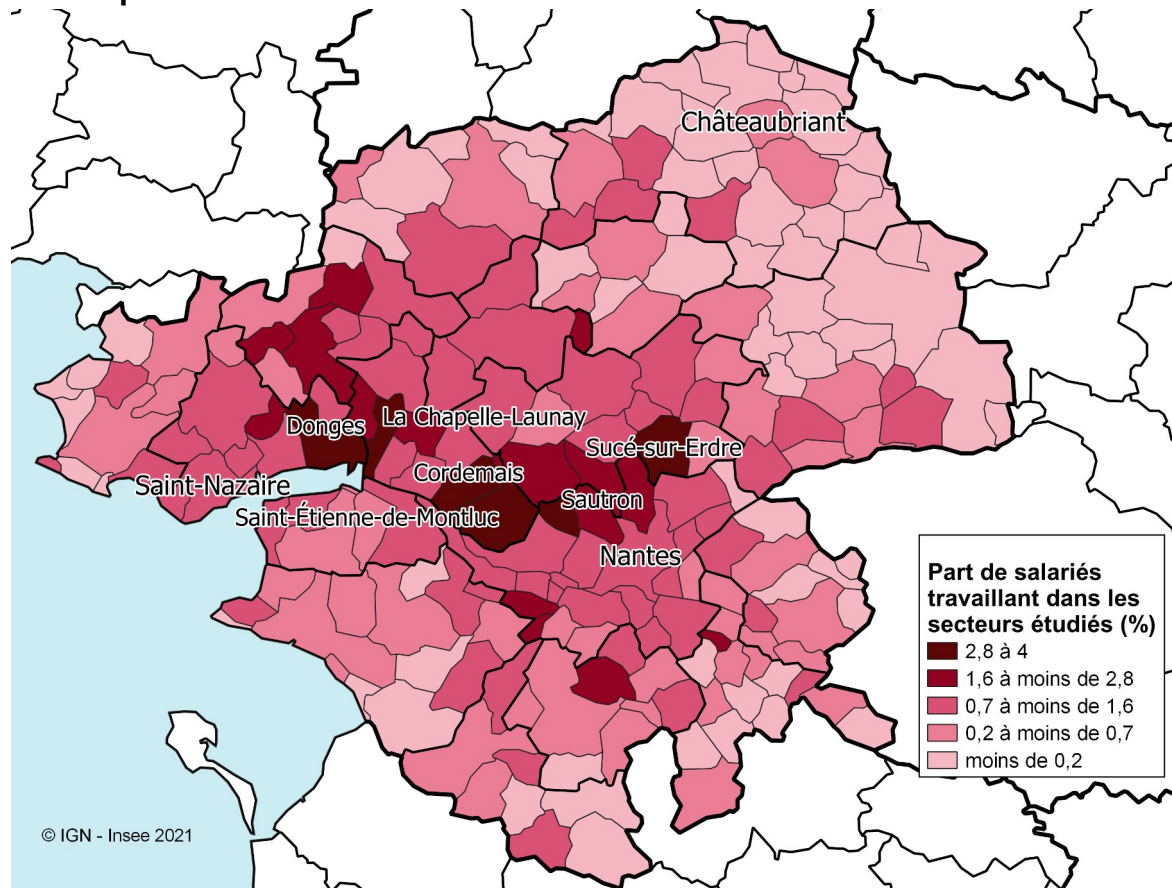 Châteaubriant
La Chapelle-Launay
Donges
Sucé-sur-Erdre
Cordemais
Saint-Nazaire
Sautron
Saint-Étienne-de-Montluc
Nantes
Part de salariés
travaillant dans les
secteurs étudiés (%)
2,8 à 4
1,6 à moins de 2,8
0,7 à moins de 1,6
0,2 à moins de 0,7
moins de 0,2
© IGN - Insee 2021